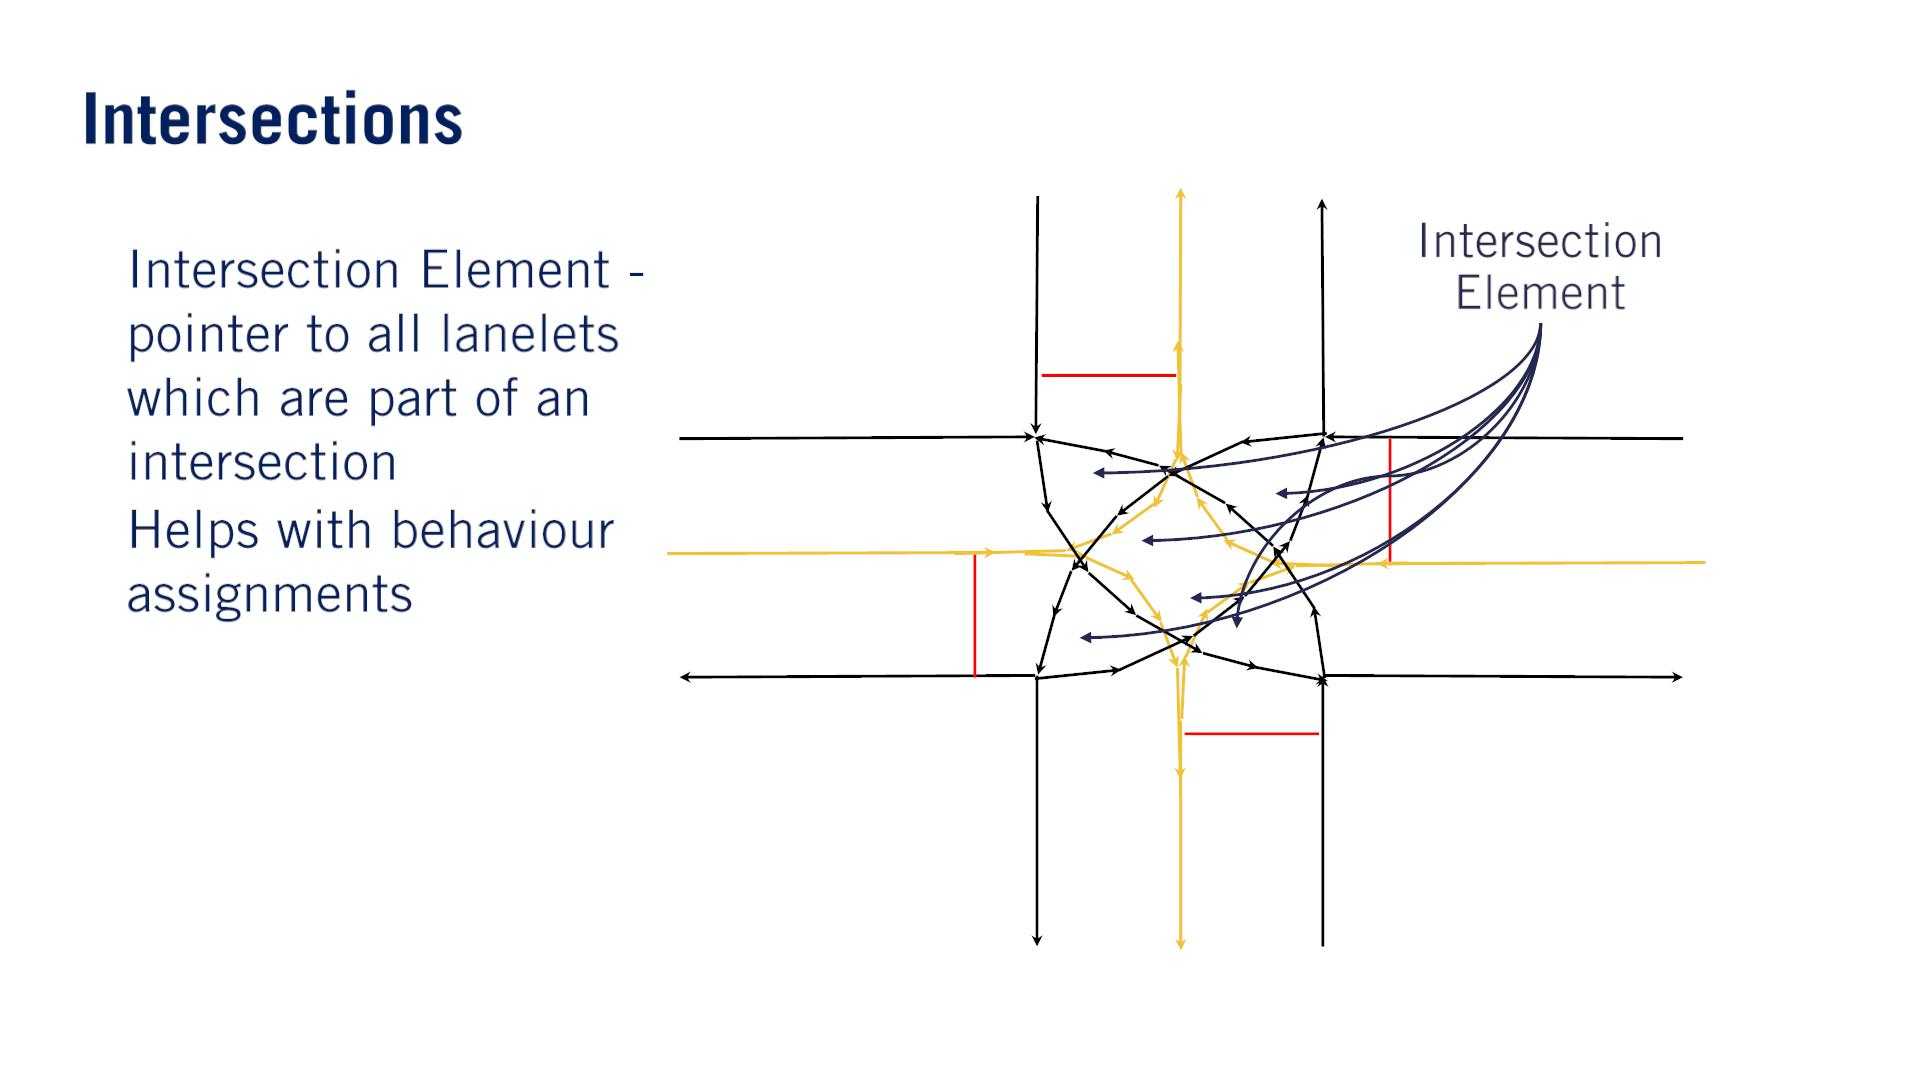 Intersections
Intersection Element -
pointer to all lanelets
which are part of an
intersection
Helps with behaviour
assignments
Intersection
Element